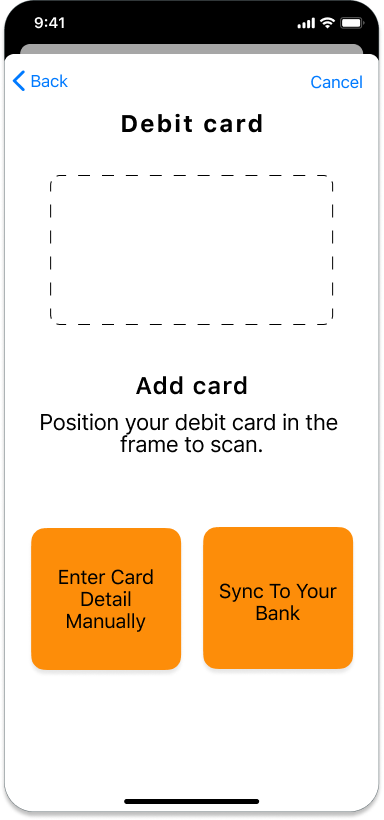 9:41
Back
Cancel
Debit card
Add card
Position your debit card in the
frame to scan.
Enter Card
Detail
Manually
Sync To Your
Bank